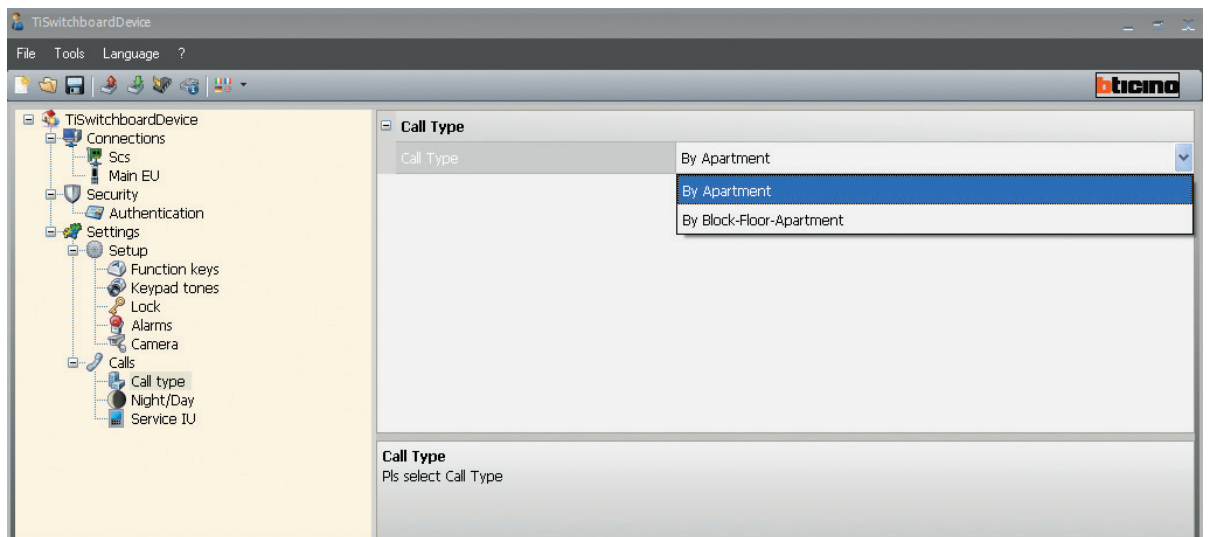 TiSwitchboardDevice
File Tools Language ?
bticino
TiSwitchboardDevice
Connections
Scs
Main EU
Security
Authentication
Settings
Setup
Function keys
Keypad tones
Lock
Alarms
Camera
Calls
Call type
Night/Day
Service IU
Call Type
Call Type By Apartment
By Apartment
By Block-Floor-Apartment
Call Type
Pls select Call Type